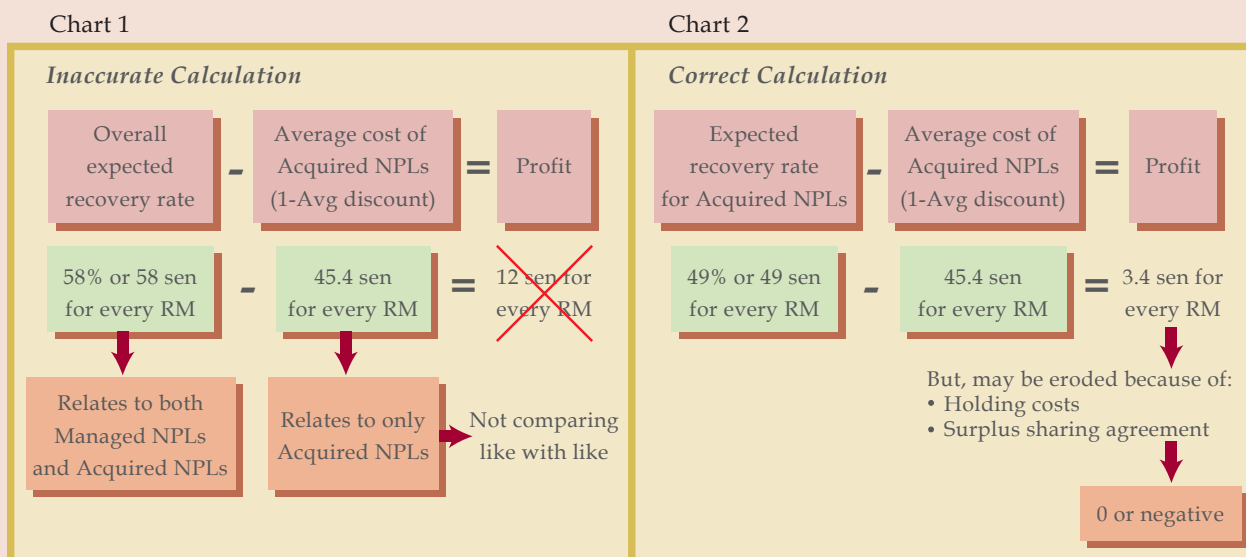 Chart 1
Inaccurate Calculation
Overall
expected
recovery rate
-
Average cost of
Acquired NPLs
(1-Avg discount)
=
Profit
58% or 58 sen
for every RM
-
45.4 sen
for every RM
=
12 sen for
every RM
Relates to both
Managed NPLs
and Acquired NPLs
Relates to only
Acquired NPLs
Not comparing
like with like
Chart 2
Correct Calculation
Expected
recovery rate
for Acquired NPLs
-
Average cost of
Acquired NPLs
(1-Avg discount)
=
Profit
49% or 49 sen
for every RM
-
45.4 sen
for every RM
=
3.4 sen for
every RM
But, may be eroded because of:
• Holding costs
• Surplus sharing agreement
0 or negative